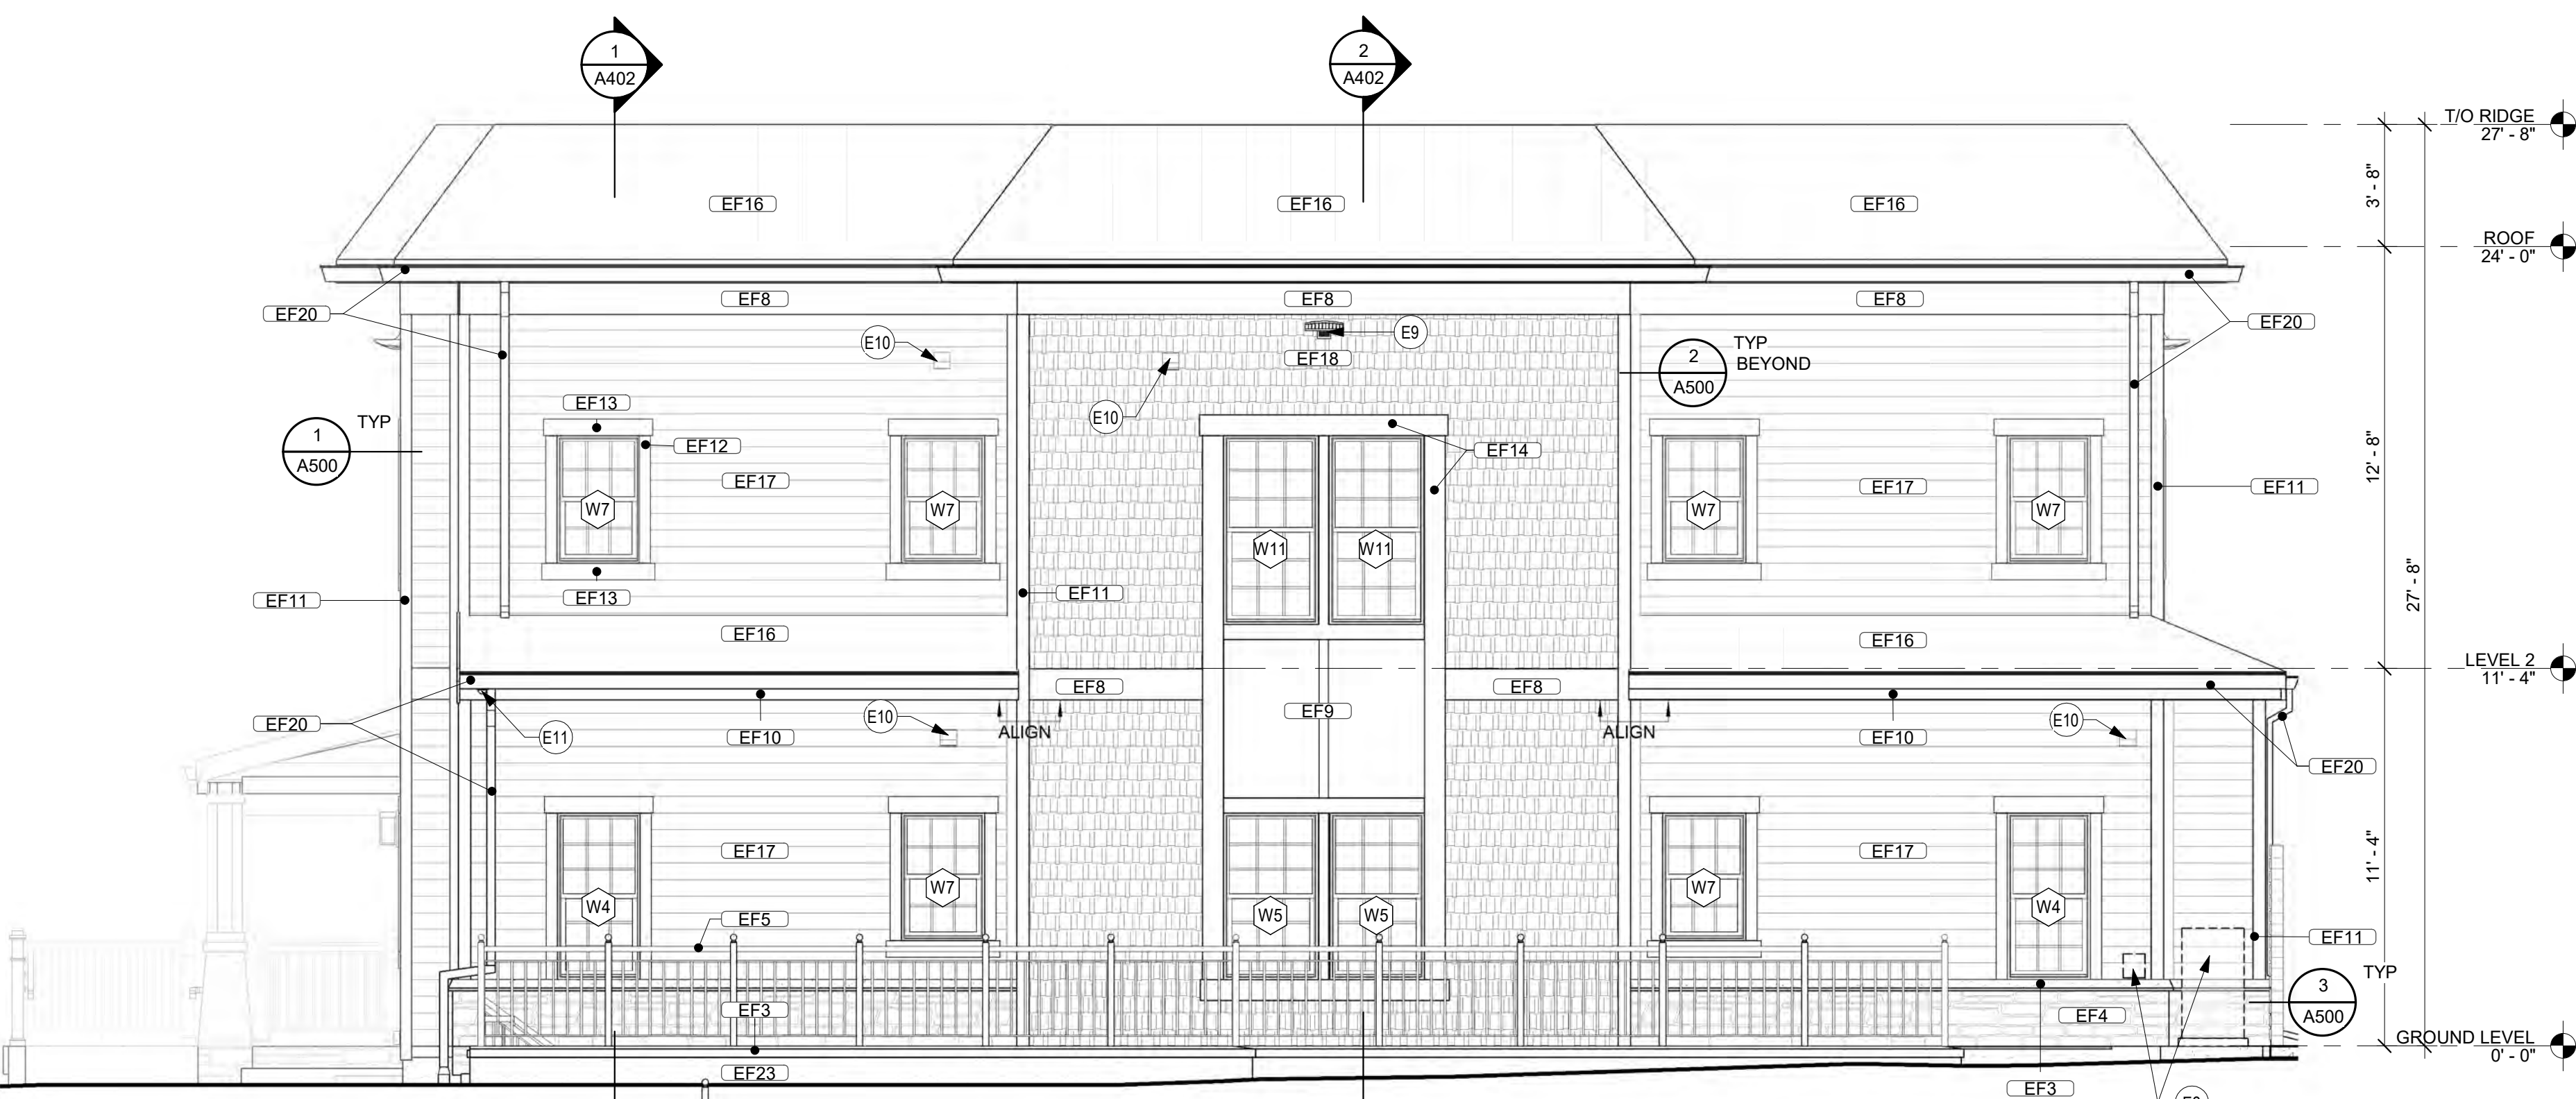 1
A402
2
A402
T/O RIDGE
27' - 8"
3' - 8"
EF16
EF16
EF16
ROOF
24' - 0"
EF8
EF8
EF8
EF20
EF20
E10
E9
EF18
2
A500
TYP
BEYOND
1
A500
TYP
E10
EF13
EF12
EF14
12' - 8"
EF17
EF17
EF11
W7
W7
W7
W7
W11
W11
27' - 8"
EF13
EF11
EF11
EF16
EF16
LEVEL 2
11' - 4"
EF8
EF8
EF9
EF20
E11
EF10
E10
ALIGN
ALIGN
EF10
E10
EF20
11' - 4"
EF17
EF17
W4
W7
W5
W5
W7
W4
EF5
EF11
3
A500
TYP
EF3
EF4
GROUND LEVEL
0' - 0"
EF23
EF3